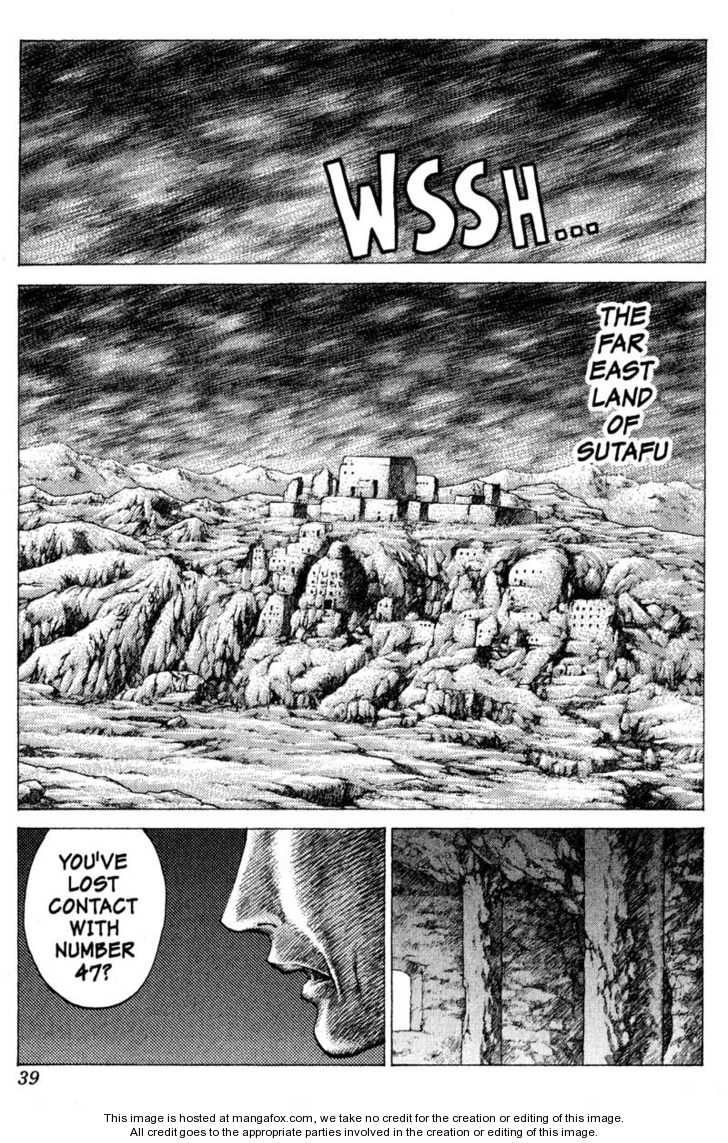 WSSH...
THE
FAR
EAST
LAND
OF
SUTAFU
YOU'VE
LOST
CONTACT
WITH
NUMBER
47?
39
This image is hosted at mangafox.com, we take no credit for the creation or editing of this image.
All credit goes to the appropriate parties involved in the creation or editing of this image.